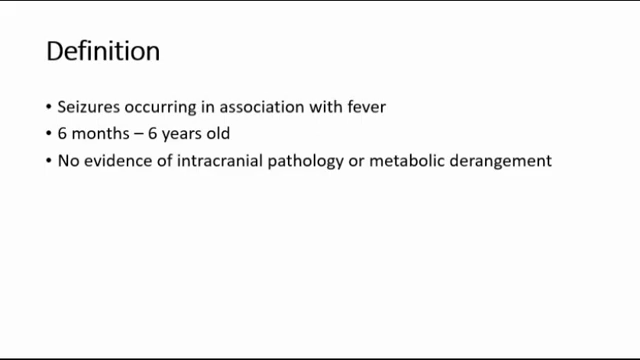 Definition
• Seizures occurring in association with fever
• 6 months – 6 years old
• No evidence of intracranial pathology or metabolic derangement